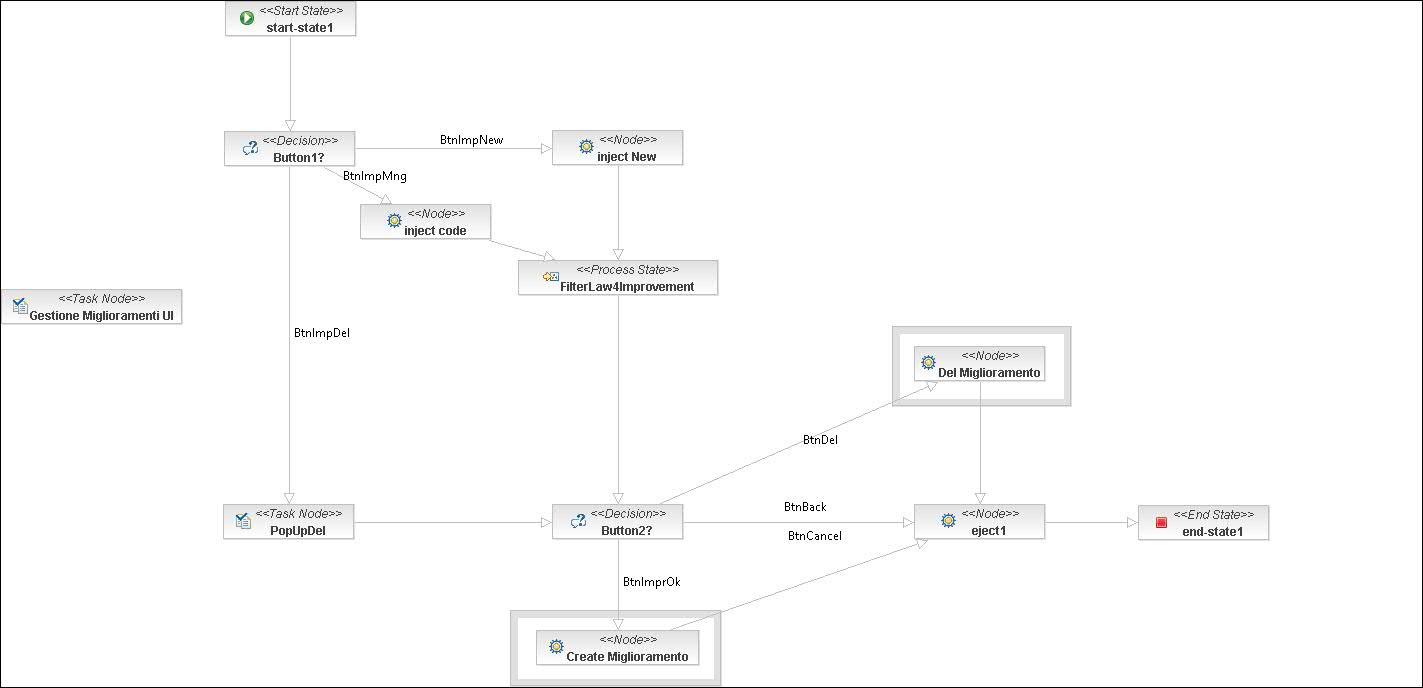 <<Start State>>
start-state1
<<Decision>>
Button1?
BtnImpNew
<<Node>>
inject New
BtnImpMng
<<Node>>
inject code
<<Process State>>
FilterLaw4Improvement
<<Task Node>>
Gestione Miglioramenti UI
BtnImpDel
<<Node>>
Del Miglioramento
BtnDel
<<Task Node>>
PopUpDel
<<Decision>>
Button2?
BtnBack
BtnCancel
<<Node>>
eject1
<<End State>>
end-state1
BtnImprOk
<<Node>>
Create Miglioramento